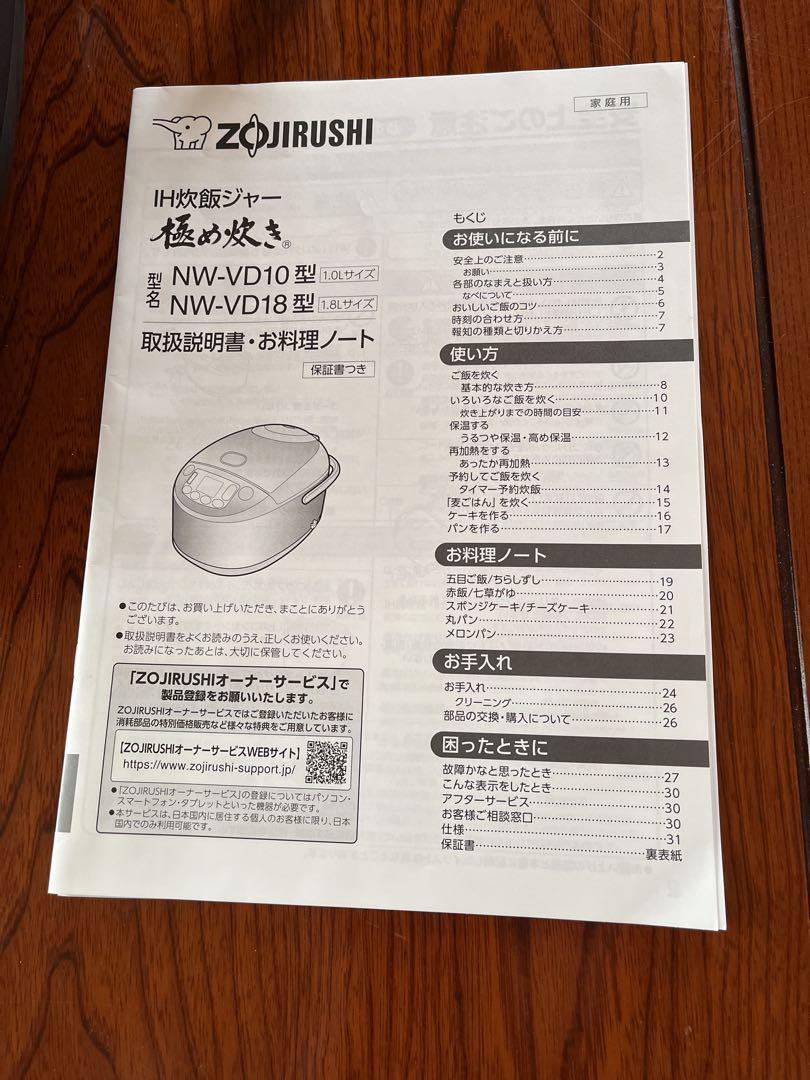 家庭用
ZOJIRUSHI
IH炊飯ジャー
極め炊き®
型名
NW-VD10型 1.0Lサイズ
NW-VD18型 1.8Lサイズ
取扱説明書・お料理ノート
保証書つき
●このたびは、お買い上げいただき、まことにありがとう
ございます。
●取扱説明書をよくお読みのうえ、正しくお使いください。
お読みになったあとは、大切に保管してください。
「ZOJIRUSHIオーナーサービス」で
製品登録をお願いいたします。
ZOJIRUSHIオーナーサービスではご登録いただいたお客様に
消耗部品の特別価格販売など様々な特典をご用意しています。
【ZOJIRUSHIオーナーサービスWEBサイト】
https://www.zojirushi-support.jp/
●「ZOJIRUSHIオーナーサービス」の登録についてはパソコン・
スマートフォン・タブレットといった機器が必要です。
●本サービスは、日本国内に居住する個人のお客様に限り、日本
国内でのみ利用可能です。
もくじ
お使いになる前に
安全上のご注意…2
お願い…3
各部のなまえと扱い方…4
なべについて…5
おいしいご飯のコツ…6
時刻の合わせ方…7
報知の種類と切りかえ方…7
使い方
ご飯を炊く
基本的な炊き方…8
いろいろなご飯を炊く…10
炊き上がりまでの時間の目安…11
保温する
うるつや保温・高め保温…12
再加熱をする
あったか再加熱…13
予約してご飯を炊く
タイマー予約炊飯…14
「麦ごはん」を炊く…15
ケーキを作る…16
パンを作る…17
お料理ノート
五目ご飯/ちらしずし…19
赤飯/七草がゆ…20
スポンジケーキ/チーズケーキ…21
丸パン…22
メロンパン…23
お手入れ
お手入れ…24
クリーニング…26
部品の交換・購入について…26
困ったときに
故障かなと思ったとき…27
こんな表示をしたとき…30
アフターサービス…30
お客様ご相談窓口…30
仕様…31
保証書…裏表紙